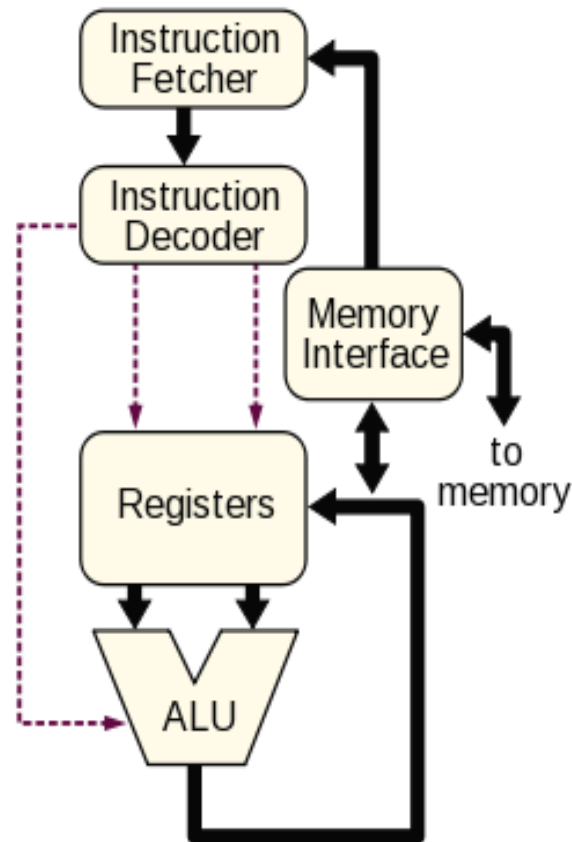 Instruction
Fetcher
Instruction
Decoder
Memory
Interface
to
memory
Registers
ALU